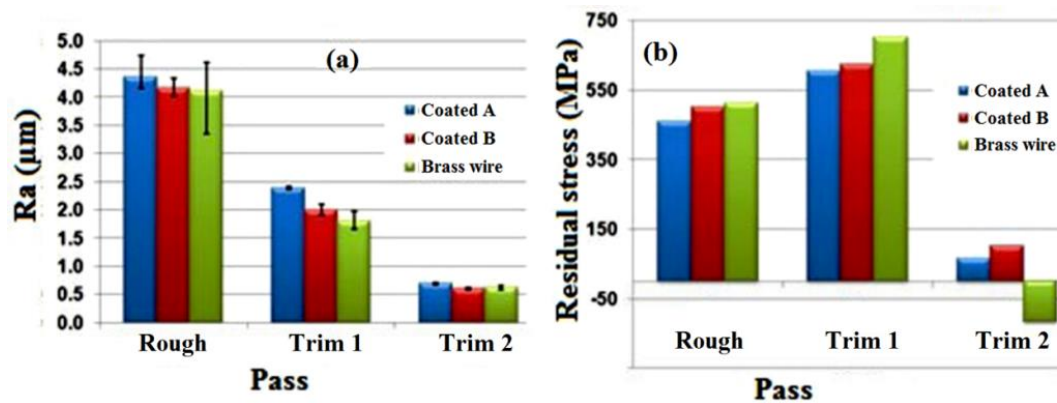 (a)
Ra (µm)
5.0
4.5
4.0
3.5
3.0
2.5
2.0
1.5
1.0
0.5
0.0
Coated A
Coated B
Brass wire
Rough
Trim 1
Trim 2
Pass
(b)
Residual stress (MPa)
750
550
350
150
-50
Coated A
Coated B
Brass wire
Rough
Trim 1
Trim 2
Pass